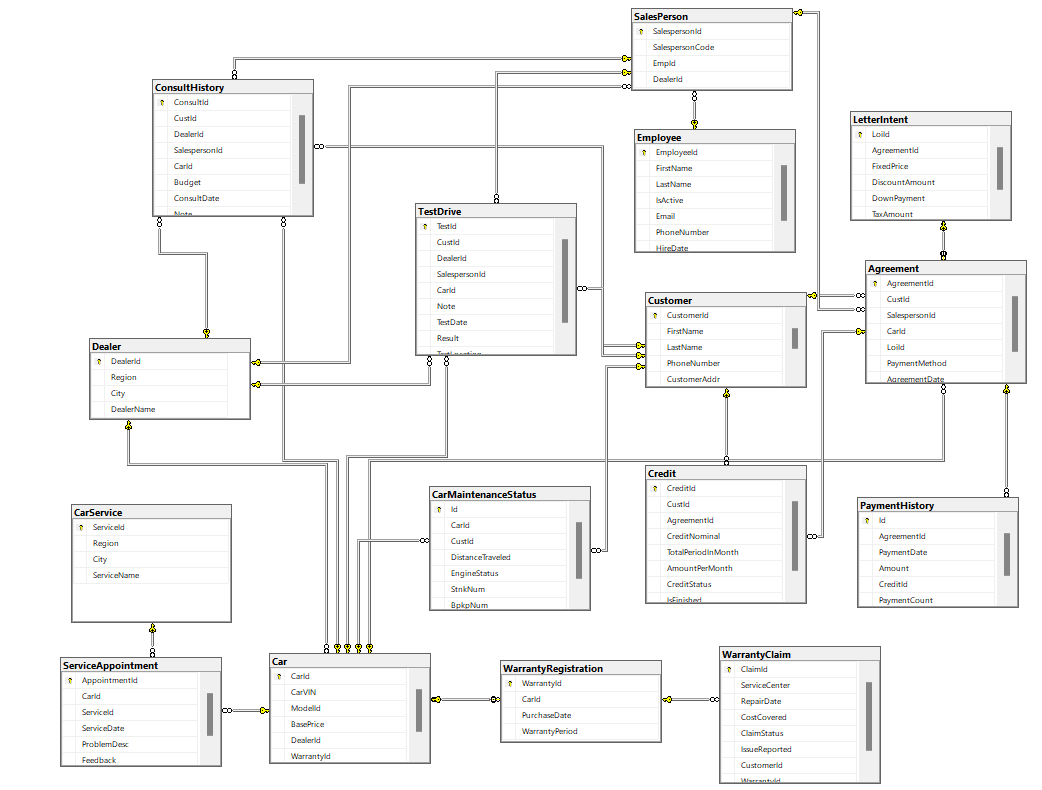 SalesPerson
SalespersonId
SalespersonCode
EmpId
DealerId
ConsultHistory
ConsultId
CustId
DealerId
SalespersonId
CarId
Budget
ConsultDate
Note
Employee
EmployeeId
FirstName
LastName
IsActive
Email
PhoneNumber
HireDate
LetterIntent
LoiId
AgreementId
FixedPrice
DiscountAmount
DownPayment
TaxAmount
TestDrive
TestId
CustId
DealerId
SalespersonId
CarId
Note
TestDate
Result
TestLocation
Agreement
AgreementId
CustId
SalespersonId
CarId
LoiId
PaymentMethod
AgreementDate
Customer
CustomerId
FirstName
LastName
PhoneNumber
CustomerAddr
Dealer
DealerId
Region
City
DealerName
Credit
CreditId
CustId
AgreementId
CreditNominal
TotalPeriodInMonth
AmountPerMonth
CreditStatus
IsFinished
CarMaintenanceStatus
Id
CarId
CustId
DistanceTraveled
EngineStatus
StnkNum
BpkpNum
PaymentHistory
Id
AgreementId
PaymentDate
Amount
CreditId
PaymentCount
CarService
ServiceId
Region
City
ServiceName
ServiceAppointment
AppointmentId
CarId
ServiceId
ServiceDate
ProblemDesc
Feedback
Car
CarId
CarVIN
ModelId
BasePrice
DealerId
WarrantyId
WarrantyRegistration
WarrantyId
CarId
PurchaseDate
WarrantyPeriod
WarrantyClaim
ClaimId
ServiceCenter
RepairDate
CostCovered
ClaimStatus
IssueReported
CustomerId
WarrantyId